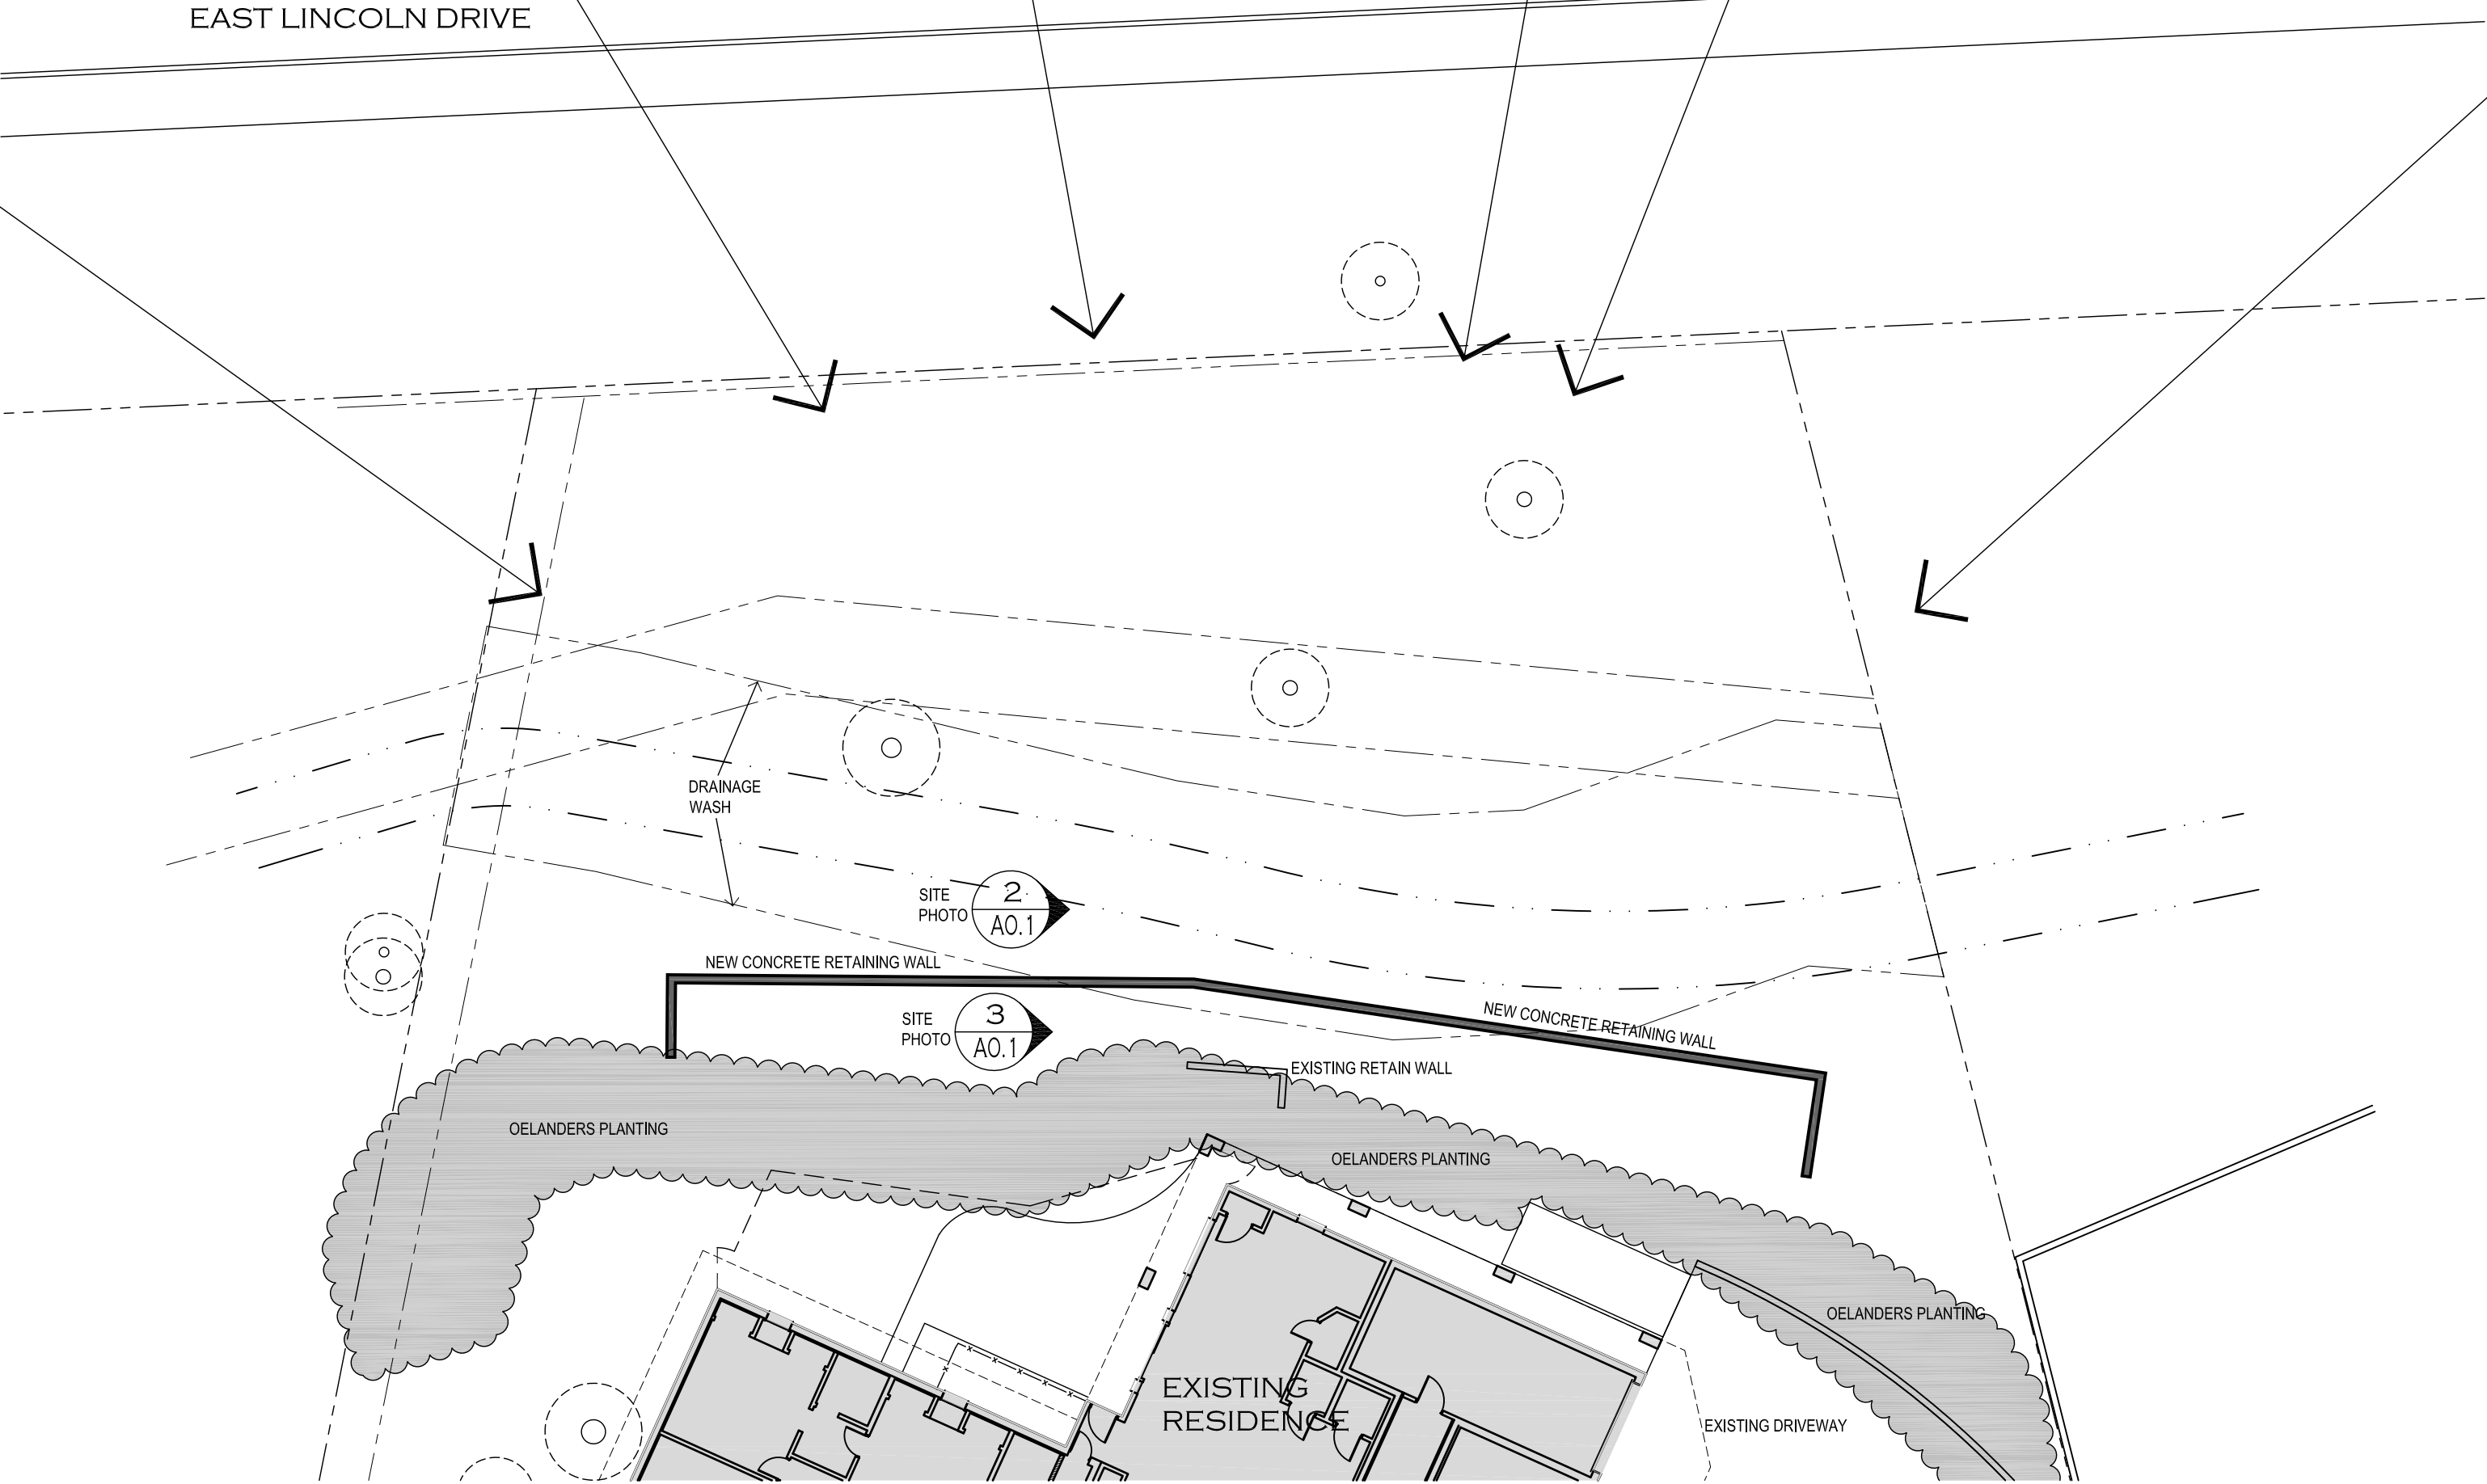 EAST LINCOLN DRIVE
DRAINAGE
WASH
SITE
PHOTO
2
A0.1
NEW CONCRETE RETAINING WALL
SITE
PHOTO
3
A0.1
NEW CONCRETE RETAINING WALL
EXISTING RETAIN WALL
OELANDERS PLANTING
OELANDERS PLANTING
OELANDERS PLANTING
EXISTING
RESIDENCE
EXISTING DRIVEWAY